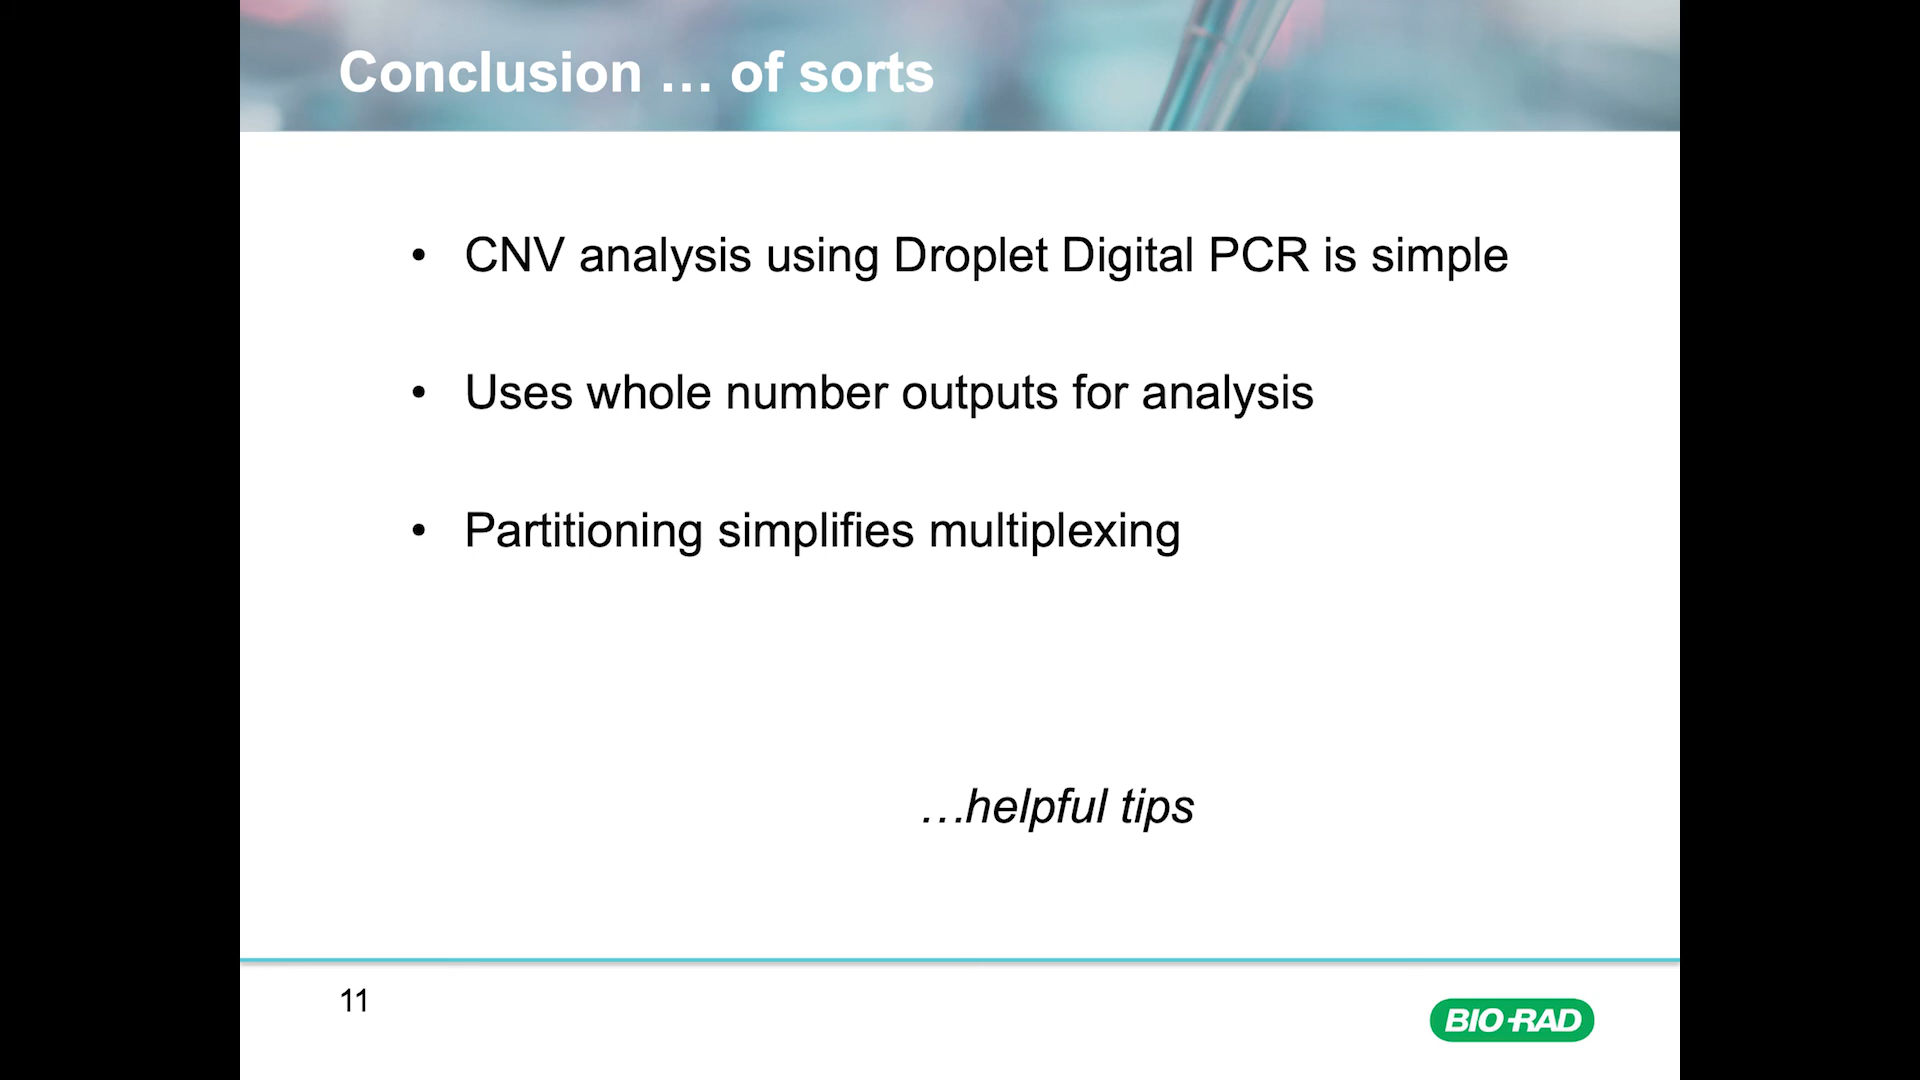 Conclusion … of sorts
• CNV analysis using Droplet Digital PCR is simple
• Uses whole number outputs for analysis
• Partitioning simplifies multiplexing
…helpful tips
11
BIO-RAD